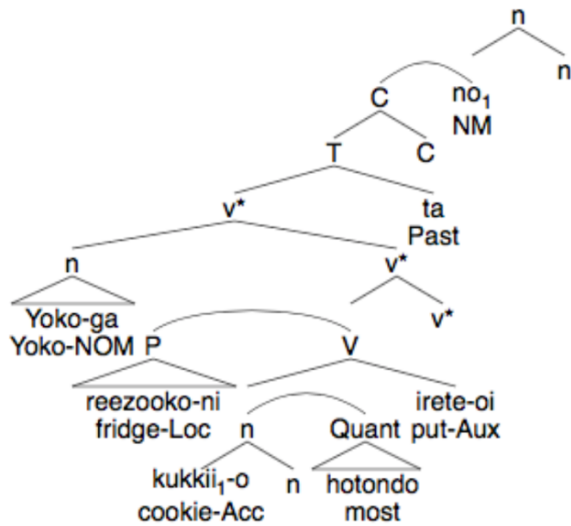 n
n
C no₁
NM
T C
v* ta
Past
n v*
Yoko-ga v*
Yoko-NOM P V
reezooko-ni irete-oi
fridge-Loc n Quant put-Aux
kukkii₁-o n hotondo
cookie-Acc most